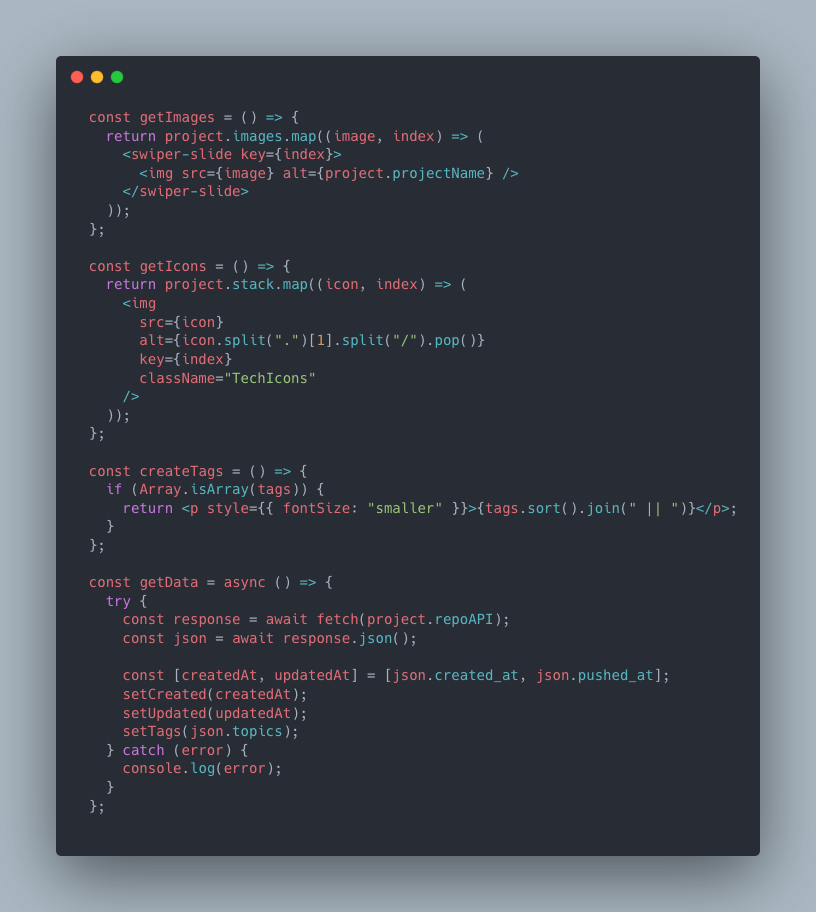 const getImages = () => {
  return project.images.map((image, index) => (
    <swiper-slide key={index}>
      <img src={image} alt={project.projectName} />
    </swiper-slide>
  ));
};

const getIcons = () => {
  return project.stack.map((icon, index) => (
    <img
      src={icon}
      alt={icon.split(".")[1].split("/").pop()}
      key={index}
      className="TechIcons"
    />
  ));
};

const createTags = () => {
  if (Array.isArray(tags)) {
    return <p style={{ fontSize: "smaller" }}>{tags.sort().join(" || ")}</p>;
  }
};

const getData = async () => {
  try {
    const response = await fetch(project.repoAPI);
    const json = await response.json();

    const [createdAt, updatedAt] = [json.created_at, json.pushed_at];
    setCreated(createdAt);
    setUpdated(updatedAt);
    setTags(json.topics);
  } catch (error) {
    console.log(error);
  }
};